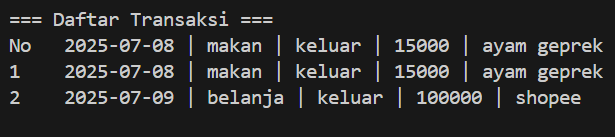 === Daftar Transaksi ===
No   2025-07-08 | makan | keluar | 15000 | ayam geprek
1    2025-07-08 | makan | keluar | 15000 | ayam geprek
2    2025-07-09 | belanja | keluar | 100000 | shopee